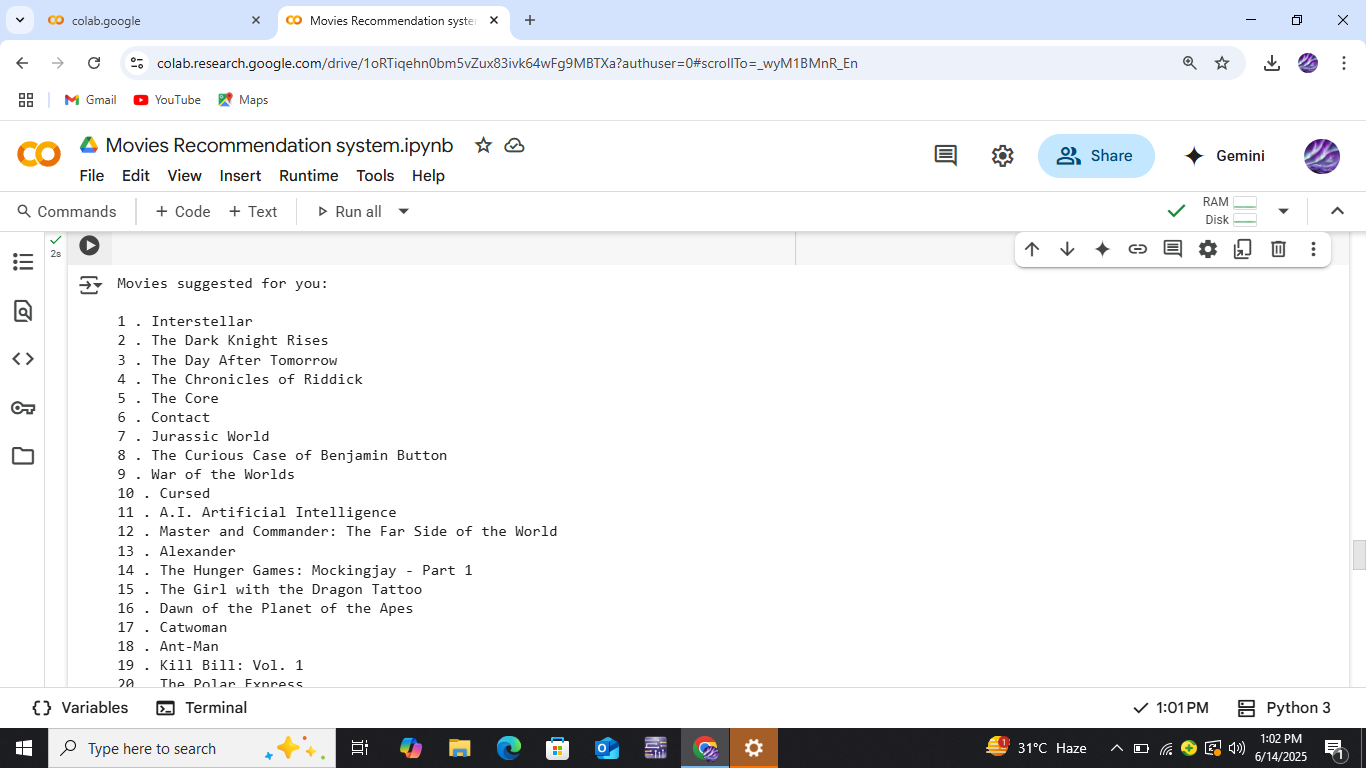 colab.google
Movies Recommendation syste
colab.research.google.com/drive/1oRTiqehn0bm5vZux83ivk64wFg9MBTXa?authuser=0#scrollTo=_wyM1BMnR_En
Gmail YouTube Maps
CO Movies Recommendation system.ipynb
Share Gemini
File Edit View Insert Runtime Tools Help
Commands + Code + Text Run all
RAM
Disk
2s
Movies suggested for you:
1 . Interstellar
2 . The Dark Knight Rises
3 . The Day After Tomorrow
4 . The Chronicles of Riddick
5 . The Core
6 . Contact
7 . Jurassic World
8 . The Curious Case of Benjamin Button
9 . War of the Worlds
10 . Cursed
11 . A.I. Artificial Intelligence
12 . Master and Commander: The Far Side of the World
13 . Alexander
14 . The Hunger Games: Mockingjay - Part 1
15 . The Girl with the Dragon Tattoo
16 . Dawn of the Planet of the Apes
17 . Catwoman
18 . Ant-Man
19 . Kill Bill: Vol. 1
20 . The Polar Express
Variables Terminal
1:01 PM Python 3
Type here to search
1
31°C Haze
1:02 PM
6/14/2025
1